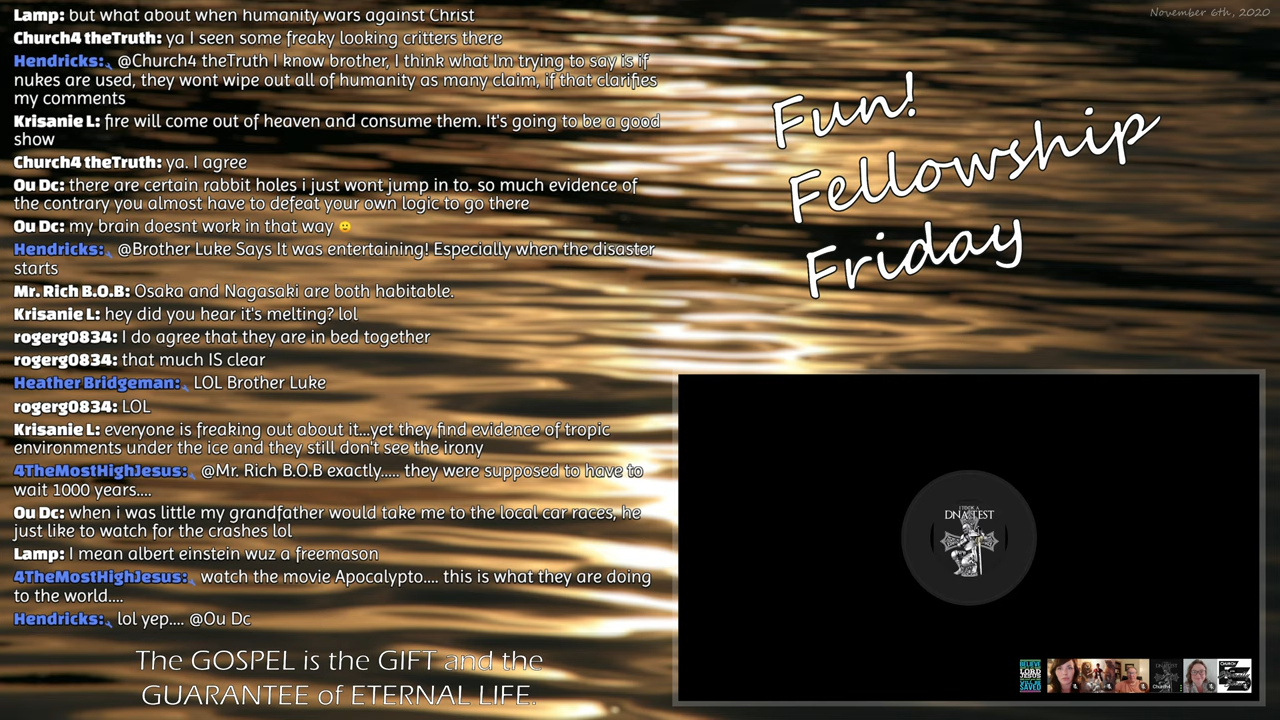 Lamp: but what about when humanity wars against Christ
Church4 theTruth: ya I seen some freaky looking critters there
Hendricks: @Church4 theTruth I know brother, I think what Im trying to say is if
nukes are used, they wont wipe out all of humanity as many claim, if that clarifies
my comments
Krisanie L: fire will come out of heaven and consume them. It's going to be a good
show
Church4 theTruth: ya. I agree
Ou Dc: there are certain rabbit holes i just wont jump in to. so much evidence of
the contrary you almost have to defeat your own logic to go there
Ou Dc: my brain doesnt work in that way 🙂
Hendricks: @Brother Luke Says It was entertaining! Especially when the disaster
starts
Mr. Rich B.O.B: Osaka and Nagasaki are both habitable.
Krisanie L: hey did you hear it's melting? lol
rogerg0834: I do agree that they are in bed together
rogerg0834: that much IS clear
Heather Bridgeman: LOL Brother Luke
rogerg0834: LOL
Krisanie L: everyone is freaking out about it...yet they find evidence of tropic
environments under the ice and they still don't see the irony
4TheMostHighJesus: @Mr. Rich B.O.B exactly..... they were supposed to have to
wait 1000 years....
Ou Dc: when i was little my grandfather would take me to the local car races, he
just like to watch for the crashes lol
Lamp: I mean albert einstein wuz a freemason
4TheMostHighJesus: watch the movie Apocalypto.... this is what they are doing
to the world....
Hendricks: lol yep.... @Ou Dc
The GOSPEL is the GIFT and the
GUARANTEE of ETERNAL LIFE.
November 6th, 2020
Fun!
Fellowship
Friday
I TOOK A
DNA TEST
BELIEVE
LORD
JESUS
SAVED
DNA TEST
Church4
CHURCH